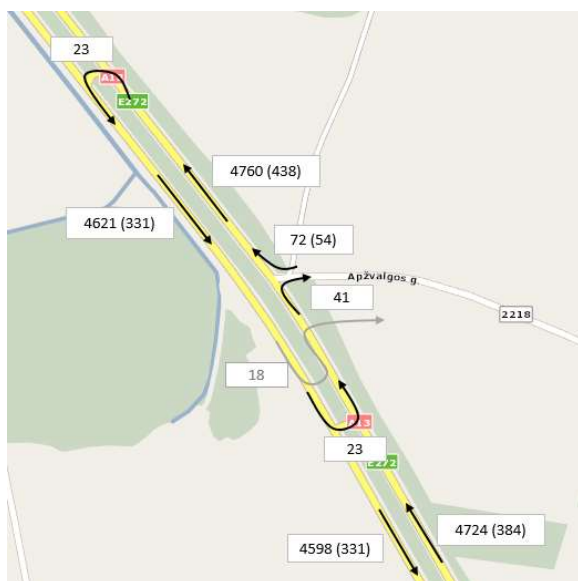 23
A13
E272
4760 (438)
4621 (331)
72 (54)
Apžvalgos g.
41
2218
18
A13
23
E272
4724 (384)
4598 (331)